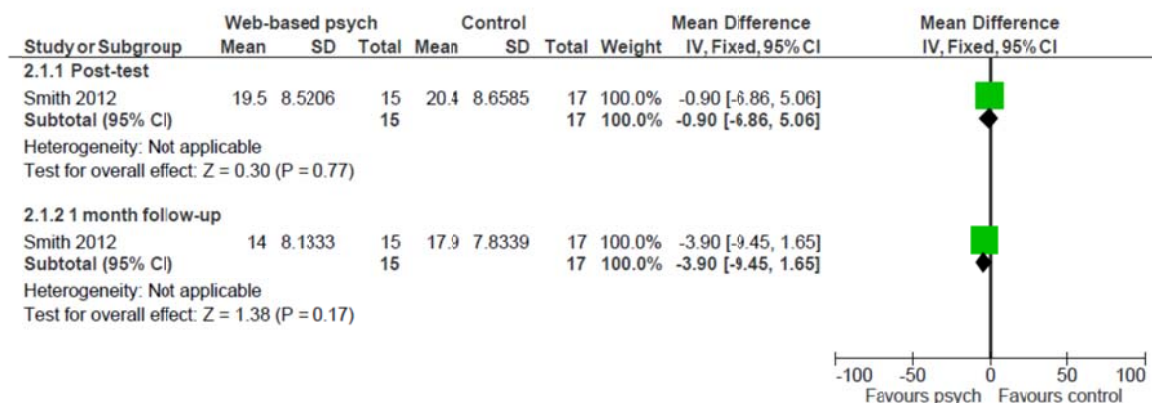 Web-based psych Control Mean Difference Mean Difference
Study or Subgroup Mean SD Total Mean SD Total Weight IV, Fixed, 95% CI IV, Fixed, 95% CI
2.1.1 Post-test
Smith 2012 19.5 8.5206 15 20.4 8.6585 17 100.0% -0.90 [-6.86, 5.06]
Subtotal (95% CI) 15 17 100.0% -0.90 [-6.86, 5.06]
Heterogeneity: Not applicable
Test for overall effect: Z = 0.30 (P = 0.77)
2.1.2 1 month follow-up
Smith 2012 14 8.1333 15 17.9 7.8339 17 100.0% -3.90 [-9.45, 1.65]
Subtotal (95% CI) 15 17 100.0% -3.90 [-9.45, 1.65]
Heterogeneity: Not applicable
Test for overall effect: Z = 1.38 (P = 0.17)
-100 -50 0 50 100
Favours psych Favours control